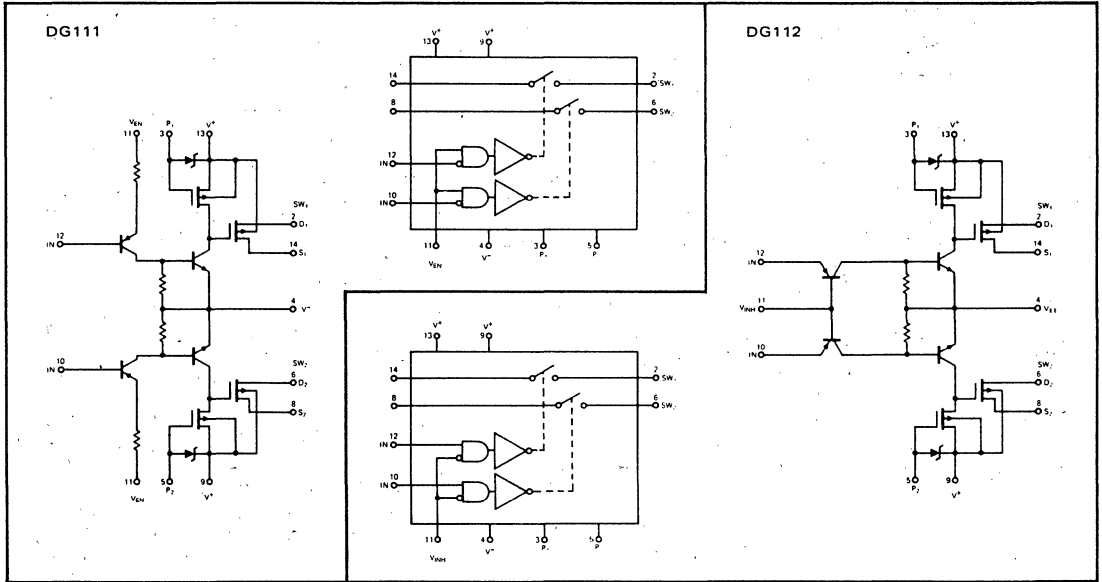 DG111
VEN
11
P₁
3
V⁺
13
SW₁
2
D₁
14
S₁
12
IN
4
V⁻
10
IN
SW₂
6
D₂
8
S₂
11
VEN
5
P₂
9
V⁺
V⁺
13
V⁺
9
14
2
SW₁
8
6
SW₂
12
IN
10
IN
11
VEN
4
V⁻
3
P₁
5
P
V⁺
13
V⁺
9
14
2
SW₁
8
6
SW₂
12
IN
10
IN
11
VINH
4
V⁻
3
P₁
5
P
DG112
P₁
3
V⁺
13
SW₁
2
D₁
14
S₁
12
IN
VINH
11
4
VEE
10
IN
SW₂
6
D₂
8
S₂
5
P₂
9
V⁺